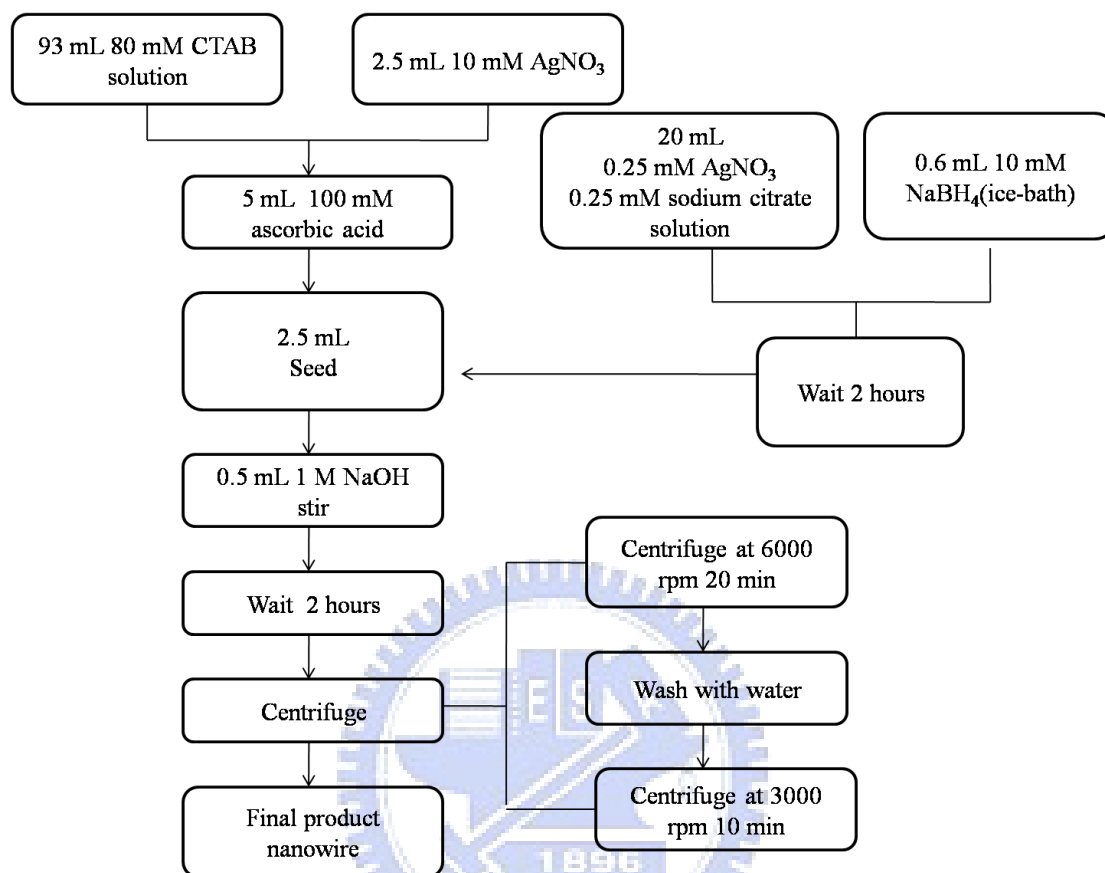 93 mL 80 mM CTAB
solution
2.5 mL 10 mM AgNO₃
20 mL
0.25 mM AgNO₃
0.25 mM sodium citrate
solution
0.6 mL 10 mM
NaBH₄(ice-bath)
5 mL 100 mM
ascorbic acid
2.5 mL
Seed
Wait 2 hours
0.5 mL 1 M NaOH
stir
Wait 2 hours
Centrifuge
Centrifuge at 6000
rpm 20 min
Wash with water
Centrifuge at 3000
rpm 10 min
Final product
nanowire
1896